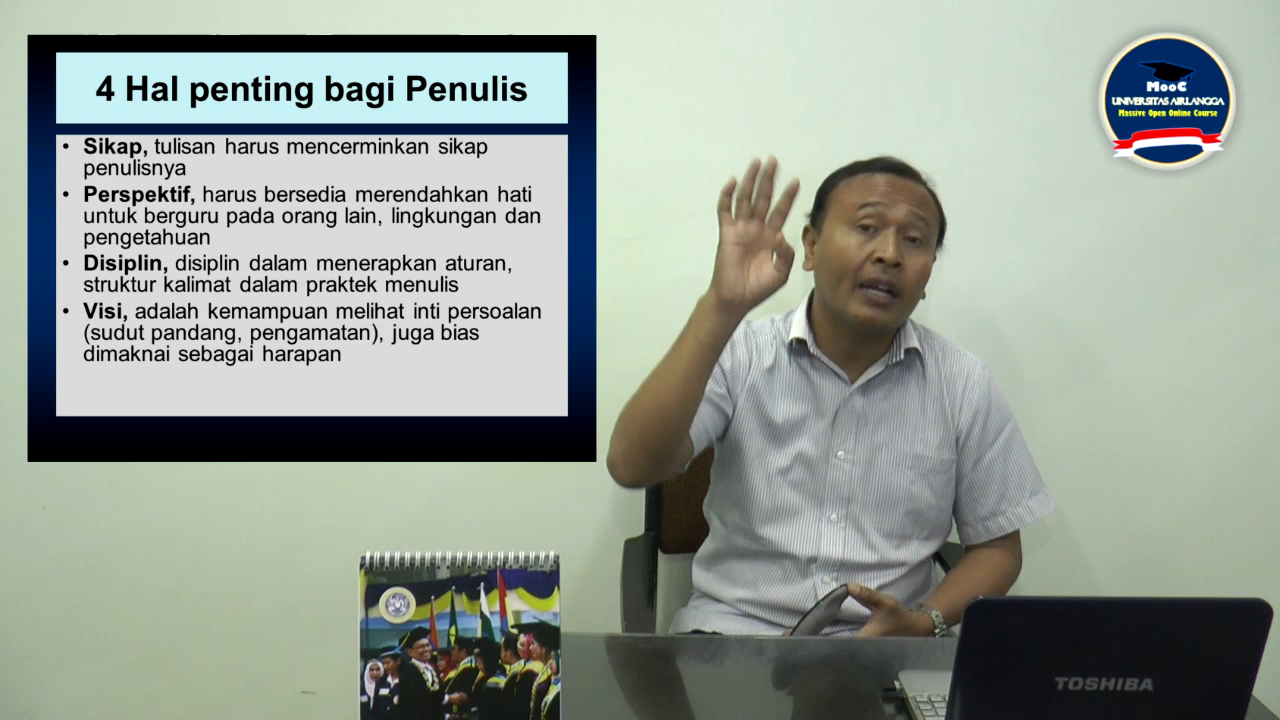 4 Hal penting bagi Penulis
• Sikap, tulisan harus mencerminkan sikap
penulisnya
• Perspektif, harus bersedia merendahkan hati
untuk berguru pada orang lain, lingkungan dan
pengetahuan
• Disiplin, disiplin dalam menerapkan aturan,
struktur kalimat dalam praktek menulis
• Visi, adalah kemampuan melihat inti persoalan
(sudut pandang, pengamatan), juga bias
dimaknai sebagai harapan
MooC
UNIVERSITAS AIRLANGGA
Massive Open Online Course
TOSHIBA